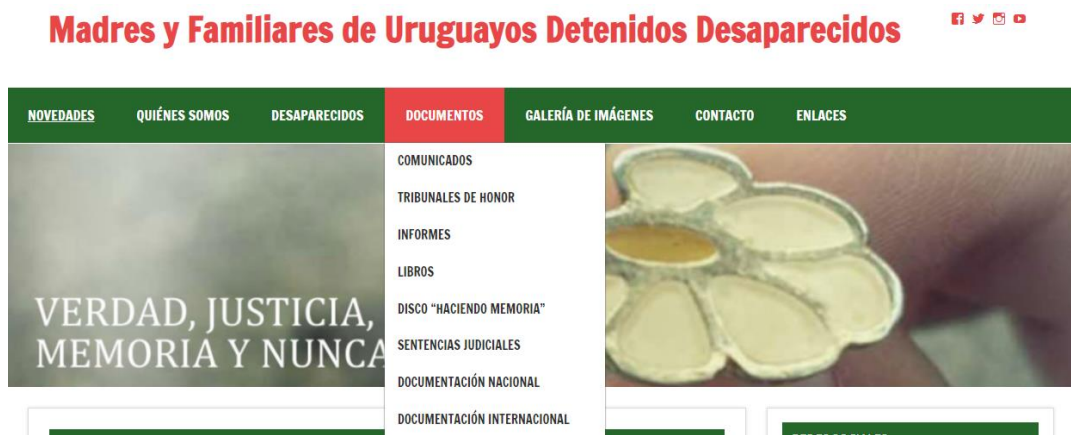 Madres y Familiares de Uruguayos Detenidos Desaparecidos
NOVEDADES QUIÉNES SOMOS DESAPARECIDOS DOCUMENTOS GALERÍA DE IMÁGENES CONTACTO ENLACES
COMUNICADOS
TRIBUNALES DE HONOR
INFORMES
LIBROS
DISCO “HACIENDO MEMORIA”
SENTENCIAS JUDICIALES
DOCUMENTACIÓN NACIONAL
DOCUMENTACIÓN INTERNACIONAL
VERDAD, JUSTICIA,
MEMORIA Y NUNCA